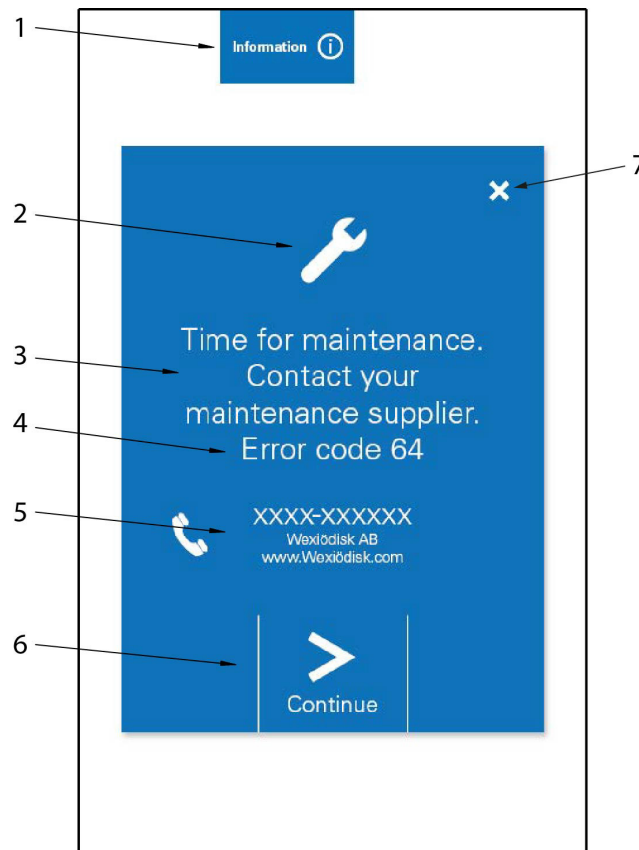 1
Information i
7
2
3
Time for maintenance.
Contact your
maintenance supplier.
4
Error code 64
5
XXXX-XXXXXX
Wexiödisk AB
www.Wexiödisk.com
6
Continue